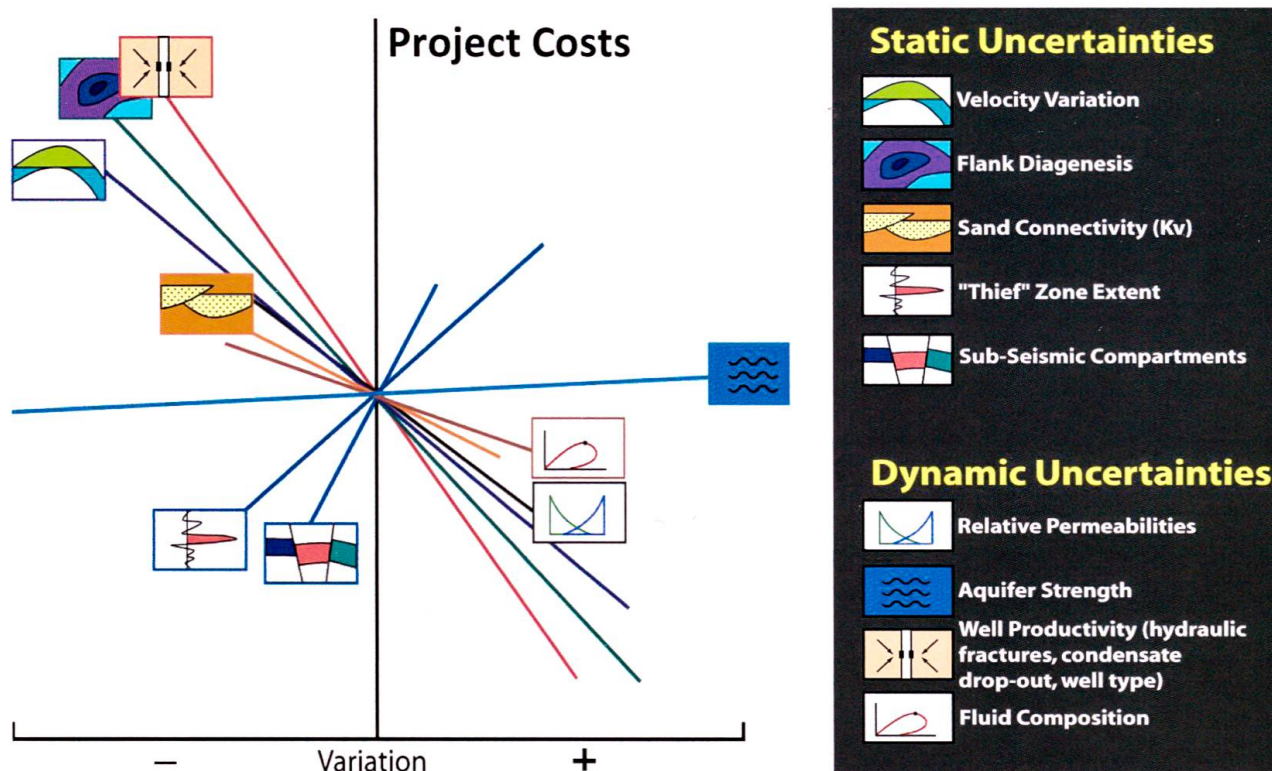 Project Costs
−
Variation
+
Static Uncertainties
Velocity Variation
Flank Diagenesis
Sand Connectivity (Kv)
"Thief" Zone Extent
Sub-Seismic Compartments
Dynamic Uncertainties
Relative Permeabilities
Aquifer Strength
Well Productivity (hydraulic
fractures, condensate
drop-out, well type)
Fluid Composition